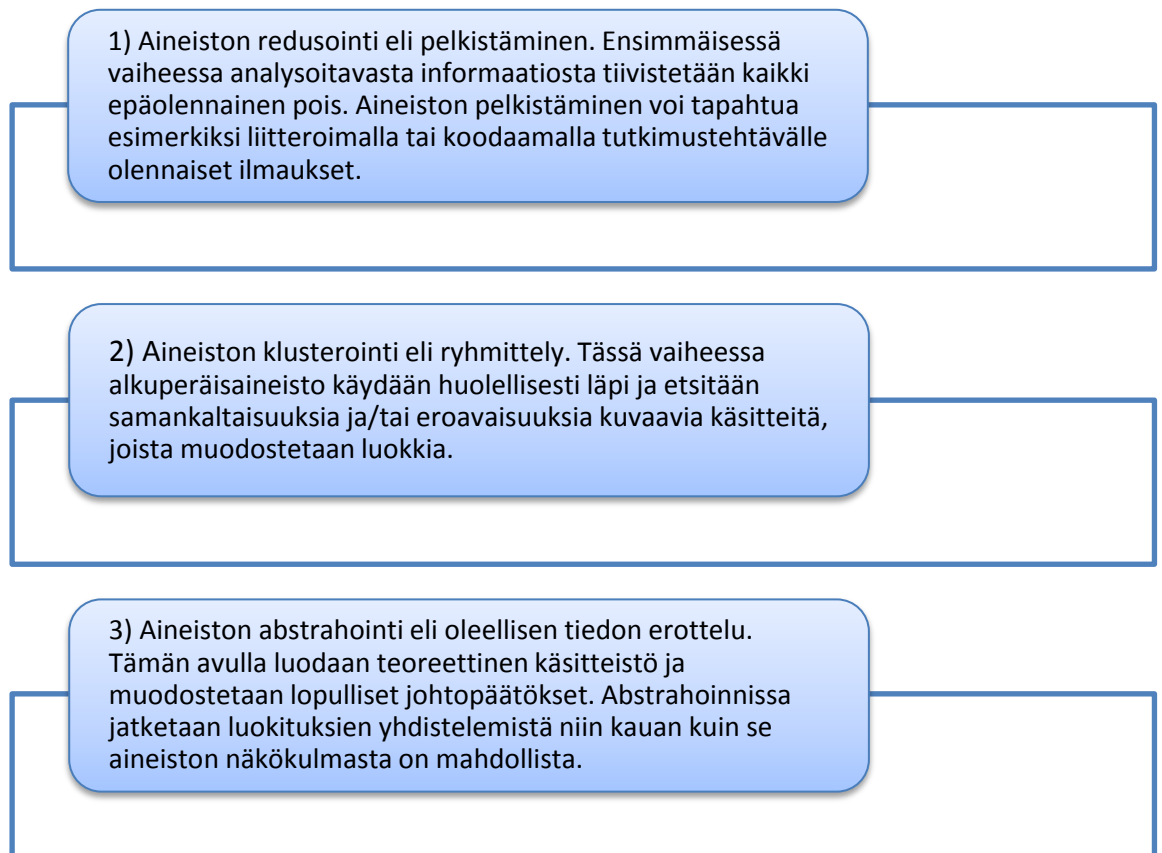 1) Aineiston redusointi eli pelkistäminen. Ensimmäisessä
vaiheessa analysoitavasta informaatiosta tiivistetään kaikki
epäolennainen pois. Aineiston pelkistäminen voi tapahtua
esimerkiksi liitteroimalla tai koodaamalla tutkimustehtävälle
olennaiset ilmaukset.
2) Aineiston klusterointi eli ryhmittely. Tässä vaiheessa
alkuperäisaineisto käydään huolellisesti läpi ja etsitään
samankaltaisuuksia ja/tai eroavaisuuksia kuvaavia käsitteitä,
joista muodostetaan luokkia.
3) Aineiston abstrahointi eli oleellisen tiedon erottelu.
Tämän avulla luodaan teoreettinen käsitteistö ja
muodostetaan lopulliset johtopäätökset. Abstrahoinnissa
jatketaan luokituksien yhdistelemistä niin kauan kuin se
aineiston näkökulmasta on mahdollista.